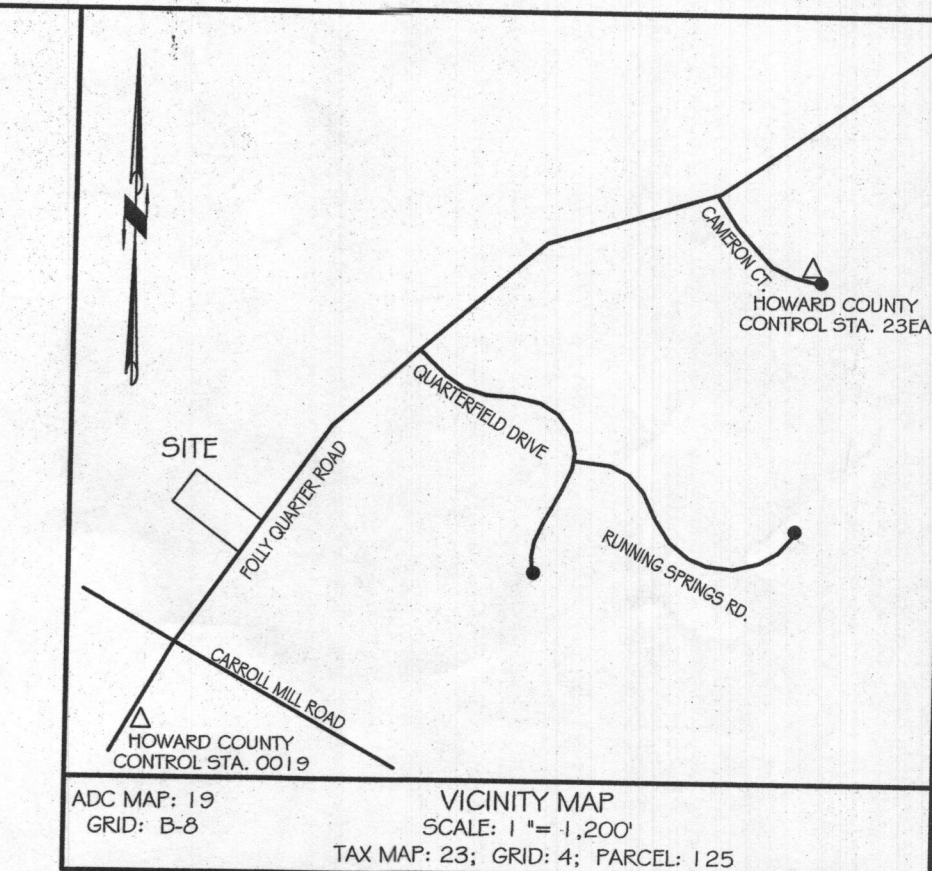 CAMERON CT.
HOWARD COUNTY
CONTROL STA. 23EA
QUARTERFIELD DRIVE
SITE
FOLLY QUARTER ROAD
RUNNING SPRINGS RD.
CARROLL MILL ROAD
HOWARD COUNTY
CONTROL STA. 0019
ADC MAP: 19
GRID: B-8
VICINITY MAP
SCALE: 1"= 1,200'
TAX MAP: 23; GRID: 4; PARCEL: 125